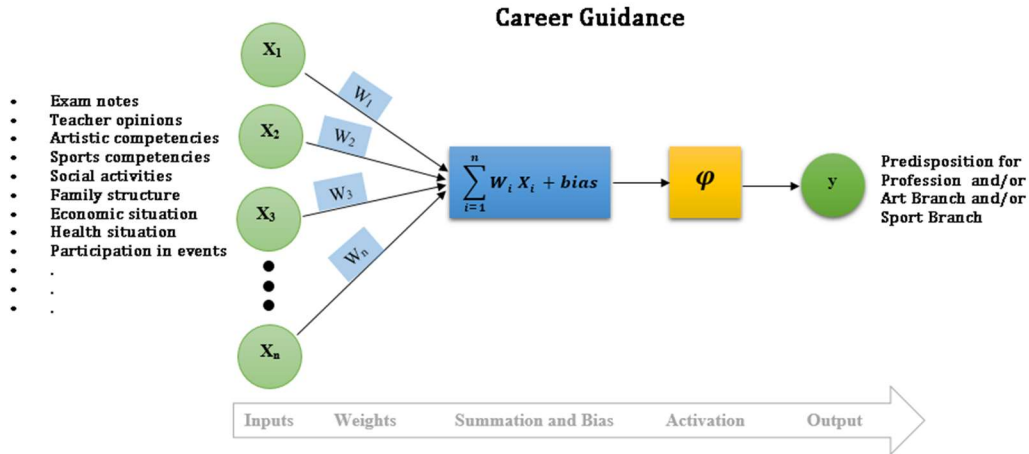 Career Guidance
• Exam notes
• Teacher opinions
• Artistic competencies
• Sports competencies
• Social activities
• Family structure
• Economic situation
• Health situation
• Participation in events
• .
• .
• .
X₁
X₂
X₃
Xₙ
W₁
W₂
W₃
Wₙ
n
∑ Wᵢ Xᵢ + bias
i=1
φ
y
Predisposition for
Profession and/or
Art Branch and/or
Sport Branch
Inputs Weights Summation and Bias Activation Output